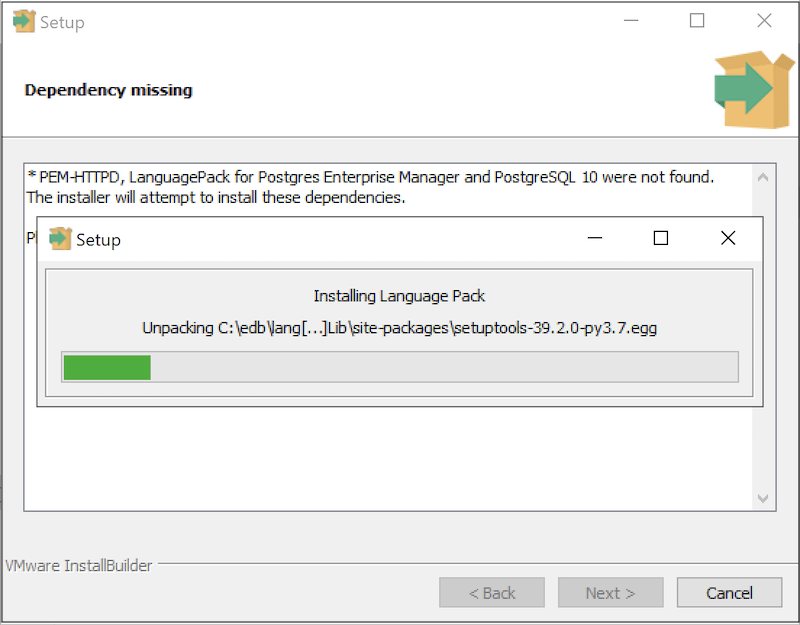 Setup
Dependency missing
* PEM-HTTPD, LanguagePack for Postgres Enterprise Manager and PostgreSQL 10 were not found.
The installer will attempt to install these dependencies.
Setup
Installing Language Pack
Unpacking C:\edb\lang[...]Lib\site-packages\setuptools-39.2.0-py3.7.egg
VMware InstallBuilder
< Back
Next >
Cancel